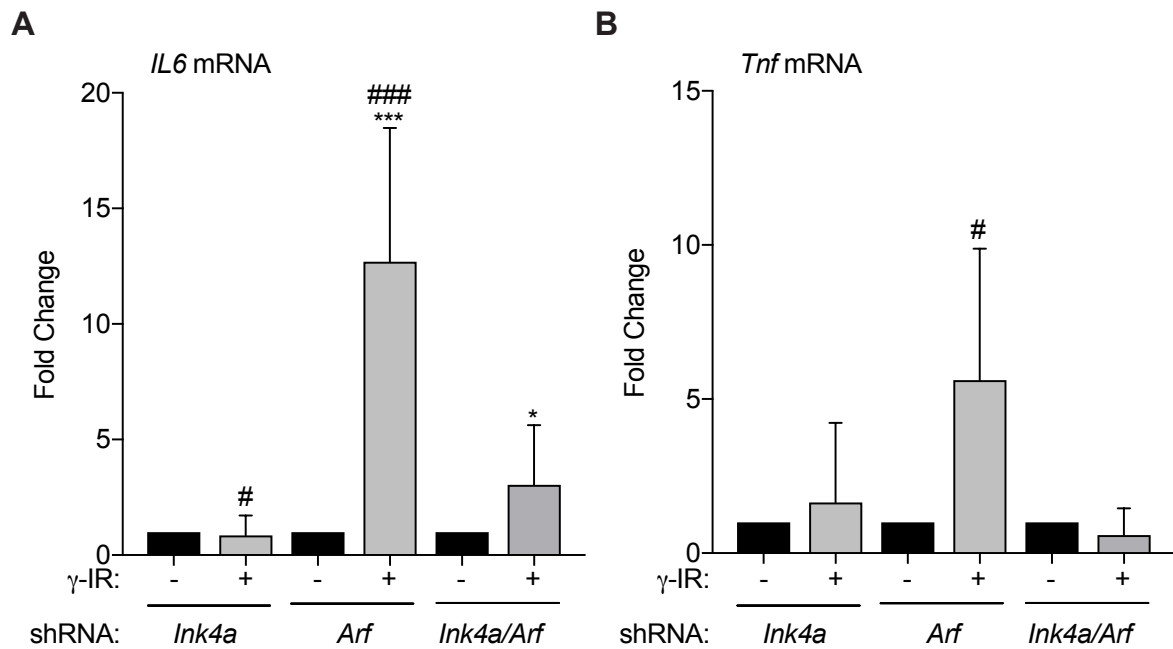 A
IL6 mRNA
Fold Change
20
15
10
5
0
###
***
#
*
γ-IR: - + - + - +
shRNA: Ink4a Arf Ink4a/Arf
B
Tnf mRNA
Fold Change
15
10
5
0
#
γ-IR: - + - + - +
shRNA: Ink4a Arf Ink4a/Arf